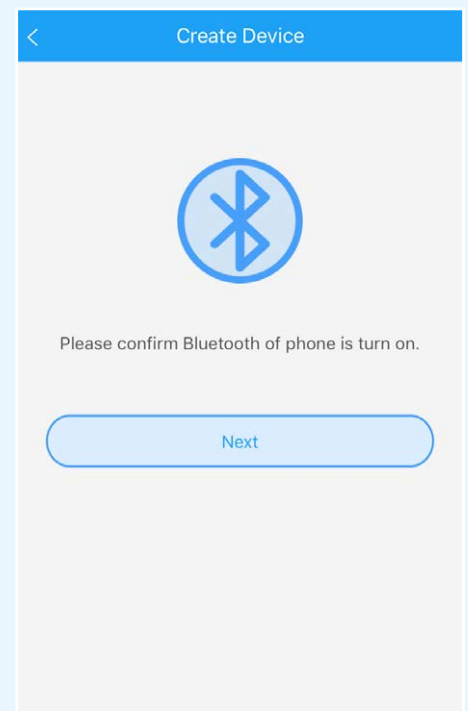 Create Device
Please confirm Bluetooth of phone is turn on.
Next